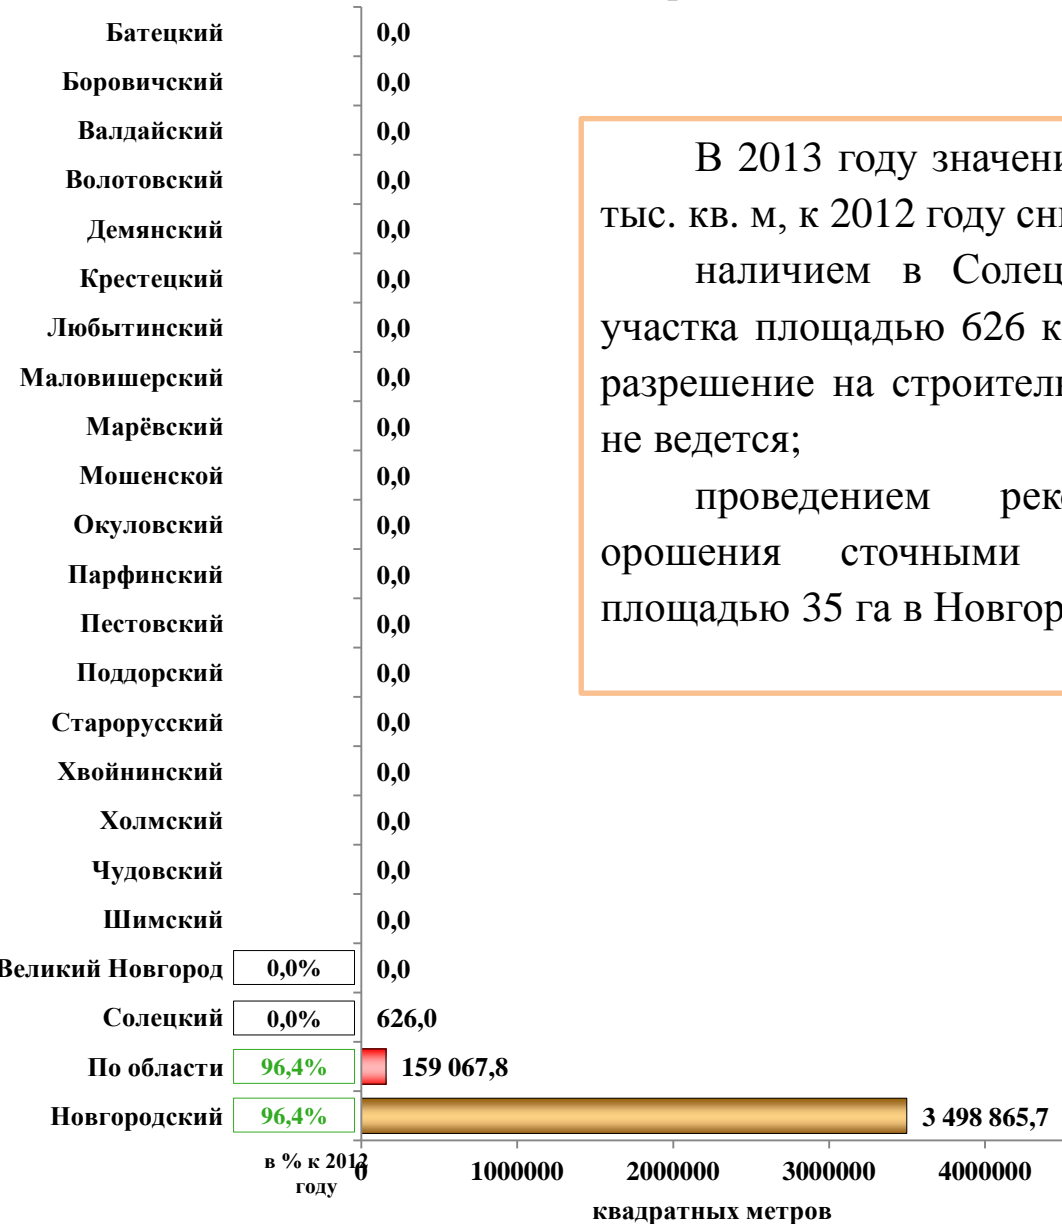 Батецкий 0,0
Боровичский 0,0
Валдайский 0,0
Волотовский 0,0
Демянский 0,0
Крестецкий 0,0
Любытинский 0,0
Маловишерский 0,0
Марёвский 0,0
Мошенской 0,0
Окуловский 0,0
Парфинский 0,0
Пестовский 0,0
Поддорский 0,0
Старорусский 0,0
Хвойнинский 0,0
Холмский 0,0
Чудовский 0,0
Шимский 0,0
Великий Новгород 0,0% 0,0
Солецкий 0,0% 626,0
По области 96,4% 159 067,8
Новгородский 96,4% 3 498 865,7
в % к 2012
году
0 1000000 2000000 3000000 4000000
квадратных метров
В 2013 году значени
тыс. кв. м, к 2012 году сн
наличием в Солец
участка площадью 626 к
разрешение на строитель
не ведется;
проведением рек
орошения сточными
площадью 35 га в Новгор